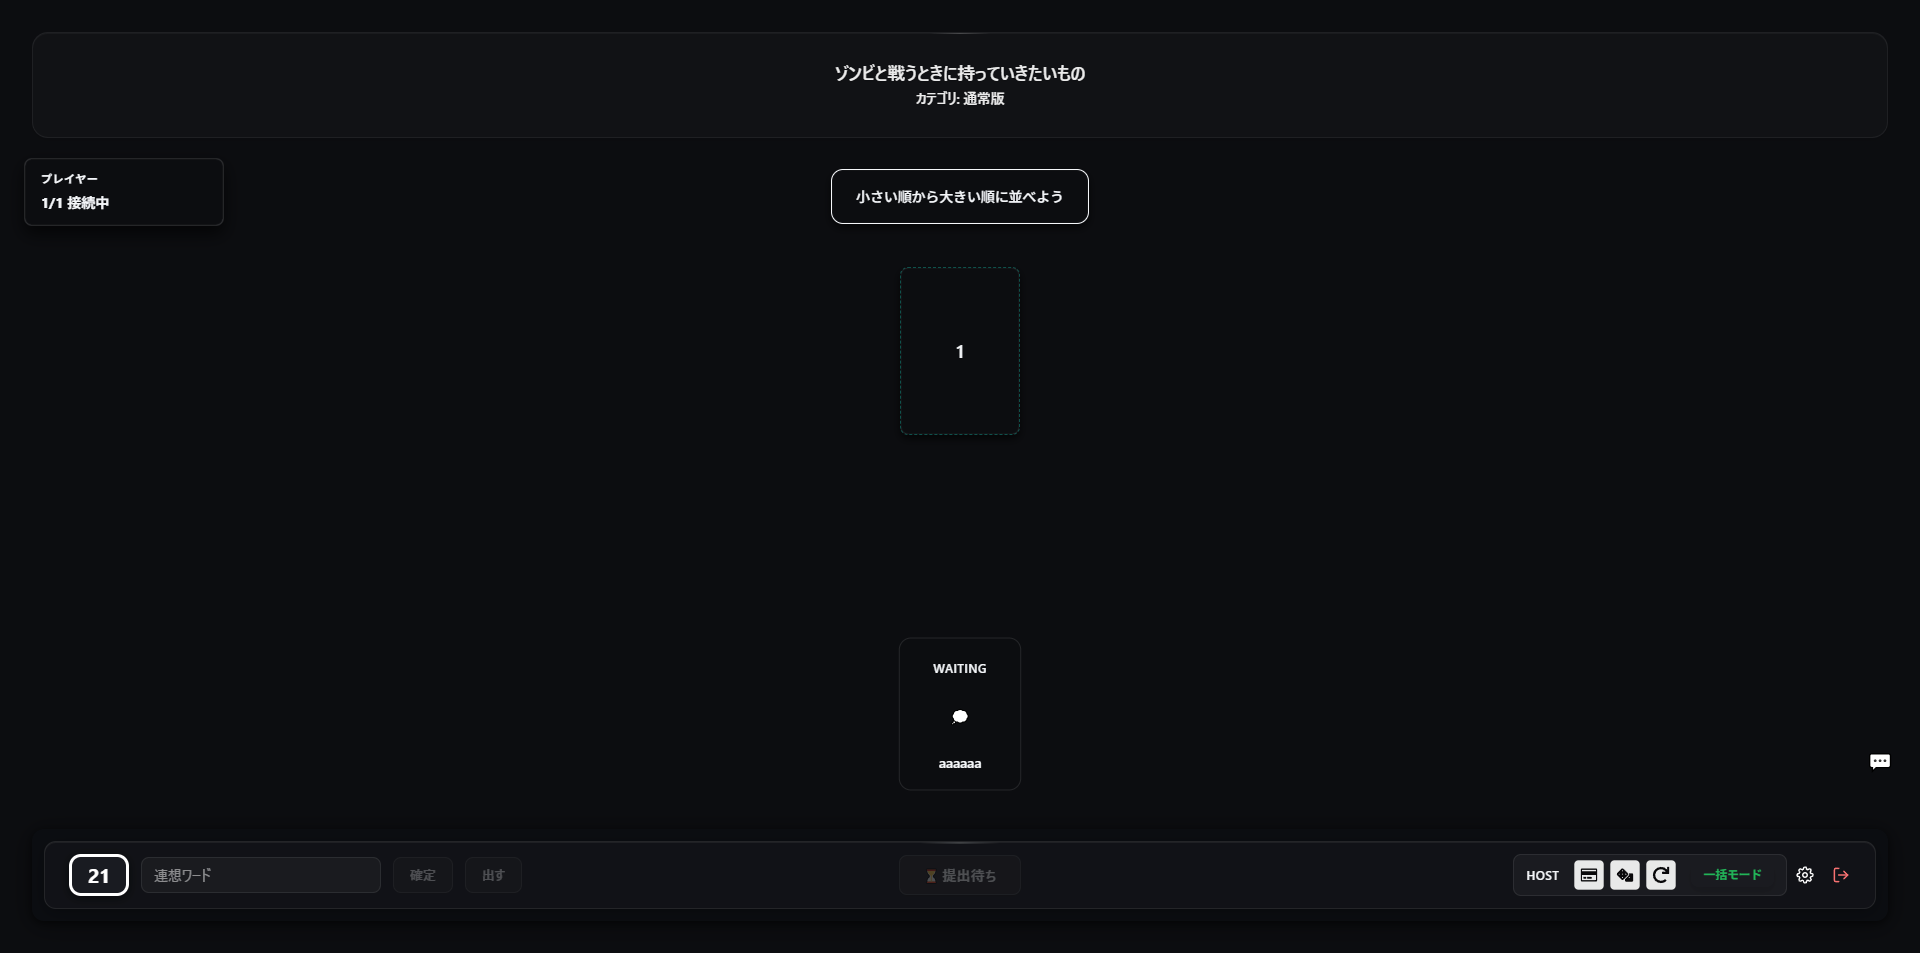 ゾンビと戦うときに持っていきたいもの
カテゴリ: 通常版
プレイヤー
1/1 接続中
小さい順から大きい順に並べよう
1
WAITING
aaaaaa
21
連想ワード
確定
出す
提出待ち
HOST
一括モード